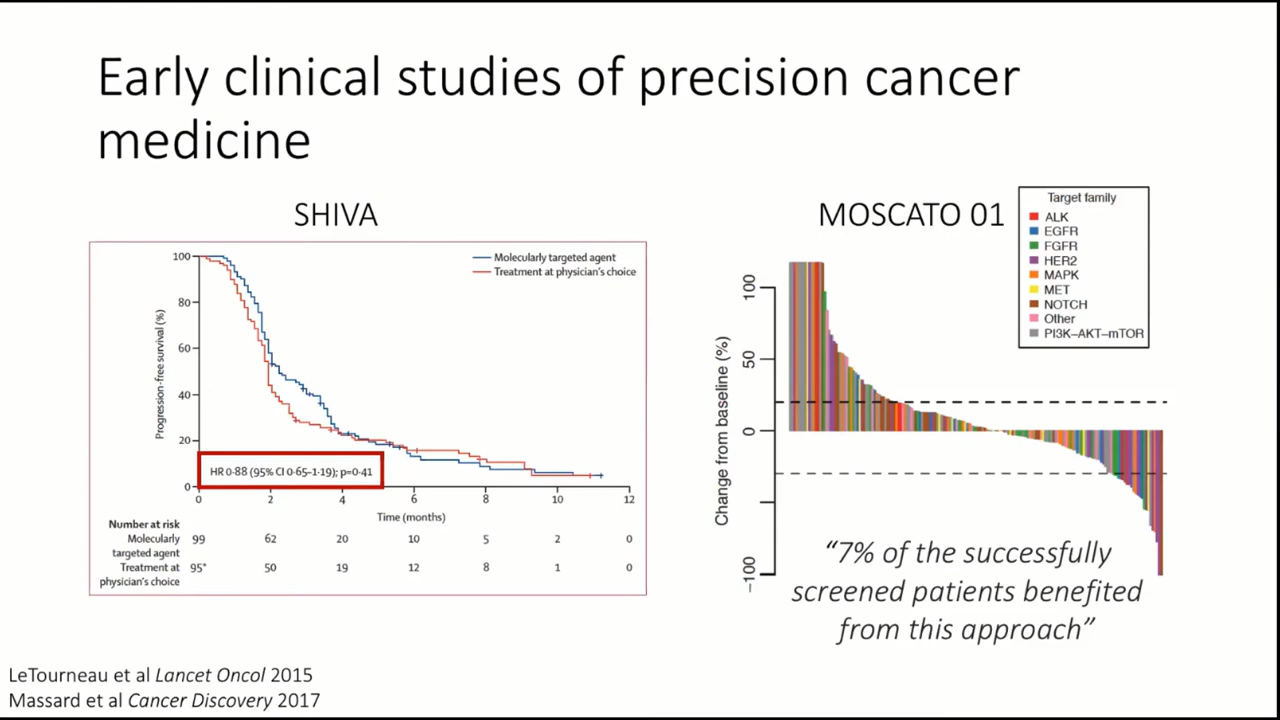 Early clinical studies of precision cancer
medicine
SHIVA
100
80
60
40
20
0
Progression-free survival (%)
Molecularly targeted agent
Treatment at physician's choice
HR 0·88 (95% CI 0·65–1·19); p=0·41
0 2 4 6 8 10 12
Time (months)
Number at risk
Molecularly
targeted agent 99 62 20 10 5 2 0
Treatment at
physician's choice 95* 50 19 12 8 1 0
MOSCATO 01
Target family
ALK
EGFR
FGFR
HER2
MAPK
MET
NOTCH
Other
PI3K–AKT–mTOR
Change from baseline (%)
100
50
0
−100
“7% of the successfully
screened patients benefited
from this approach”
LeTourneau et al Lancet Oncol 2015
Massard et al Cancer Discovery 2017